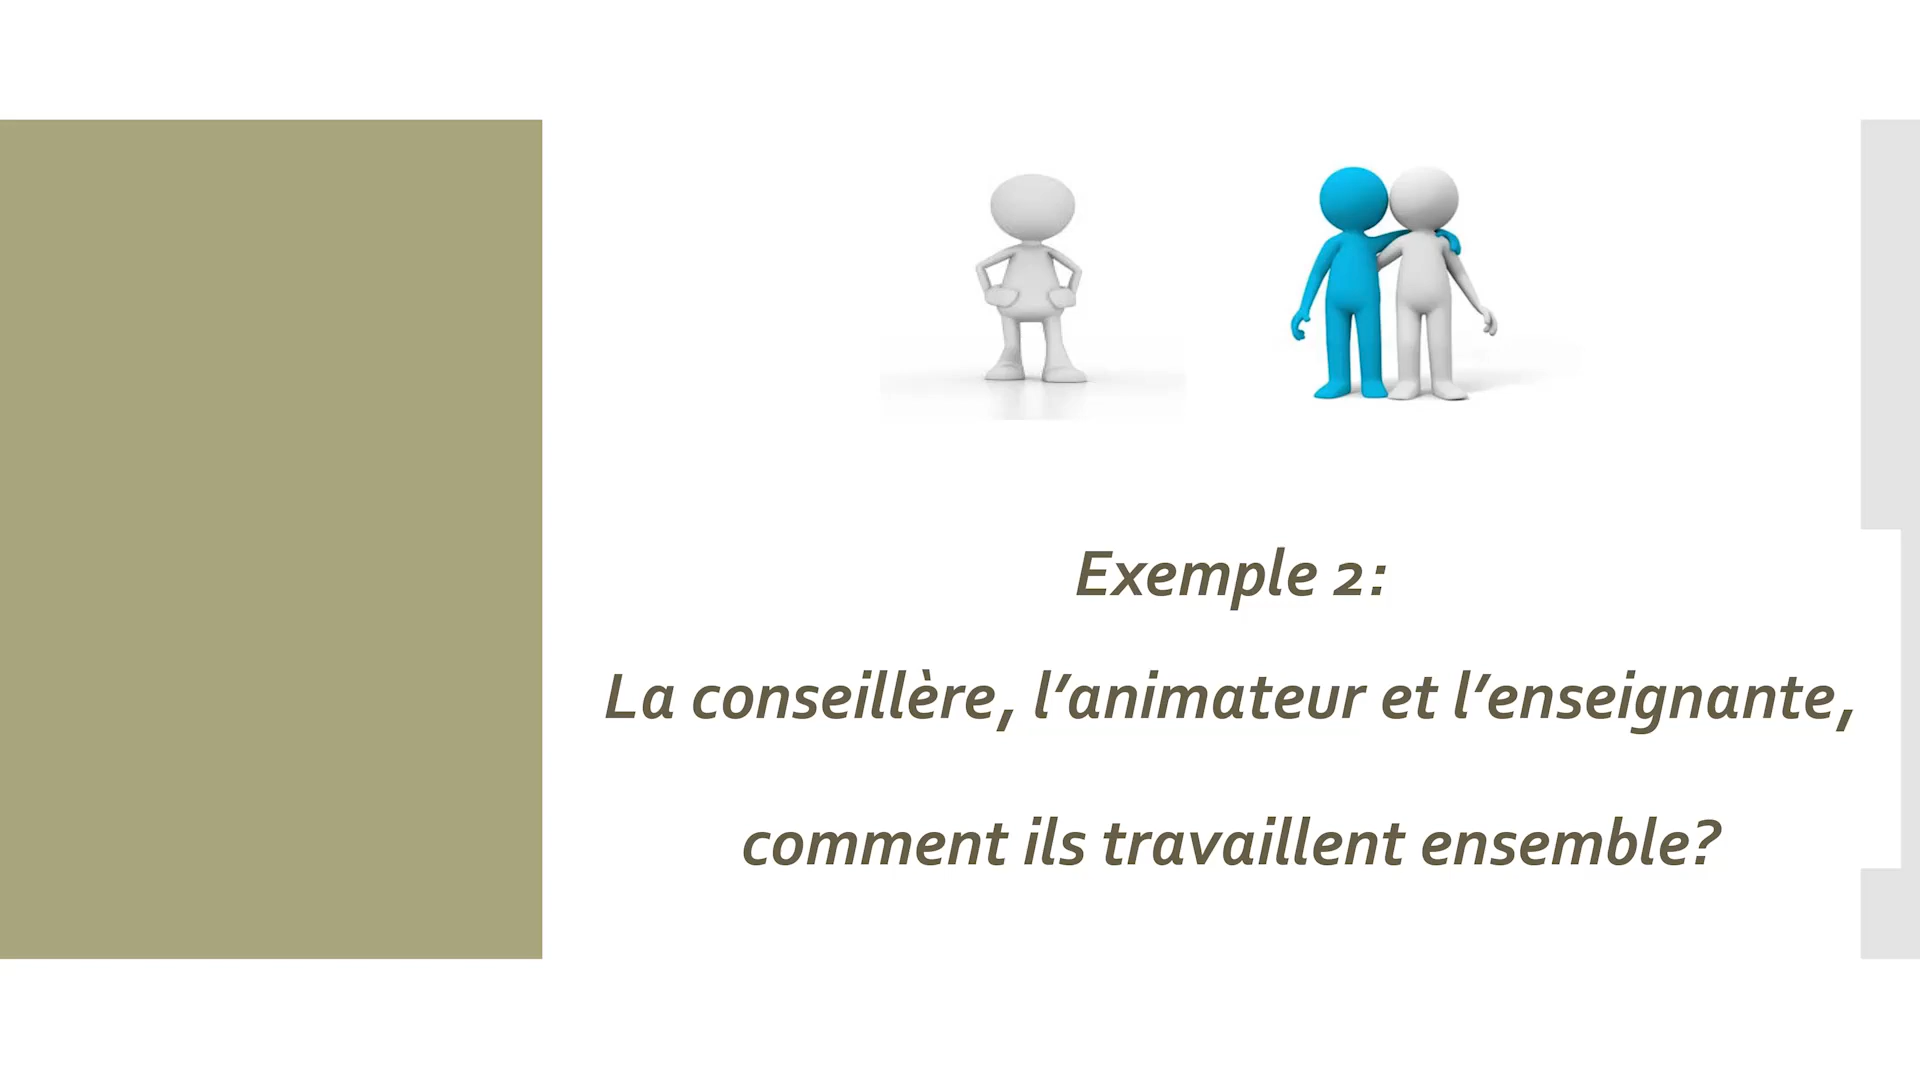 Exemple 2:
La conseillère, l’animateur et l’enseignante,
comment ils travaillent ensemble?